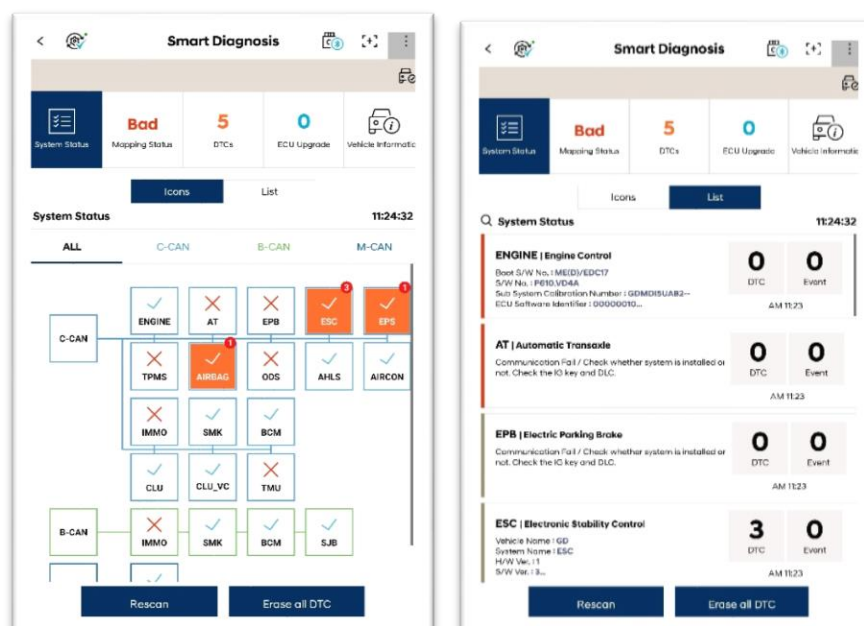 Smart Diagnosis
System Status
Bad
Mapping Status
5
DTCs
0
ECU Upgrade
Vehicle Informatic
Icons
List
System Status
11:24:32
ALL
C-CAN
B-CAN
M-CAN
C-CAN
ENGINE
AT
EPB
3
ESC
1
EPS
TPMS
1
AIRBAG
ODS
AHLS
AIRCON
IMMO
SMK
BCM
CLU
CLU_VC
TMU
B-CAN
IMMO
SMK
BCM
SJB
Rescan
Erase all DTC
Smart Diagnosis
System Status
Bad
Mapping Status
5
DTCs
0
ECU Upgrade
Vehicle Informatic
Icons
List
System Status
11:24:32
ENGINE | Engine Control
Boot S/W No. : ME(D)/EDC17
S/W No. : P610.VD4A
Sub System Calibration Number : GDMDI5UAB2--
ECU Software Identifier : 00000010...
0
DTC
0
Event
AM 11:23
AT | Automatic Transaxle
Communication Fail / Check whether system is installed or
not. Check the IG key and DLC.
0
DTC
0
Event
AM 11:23
EPB | Electric Parking Brake
Communication Fail / Check whether system is installed or
not. Check the IG key and DLC.
0
DTC
0
Event
AM 11:23
ESC | Electronic Stability Control
Vehicle Name : GD
System Name : ESC
H/W Ver. : 1
S/W Ver. : 3...
3
DTC
0
Event
AM 11:23
Rescan
Erase all DTC